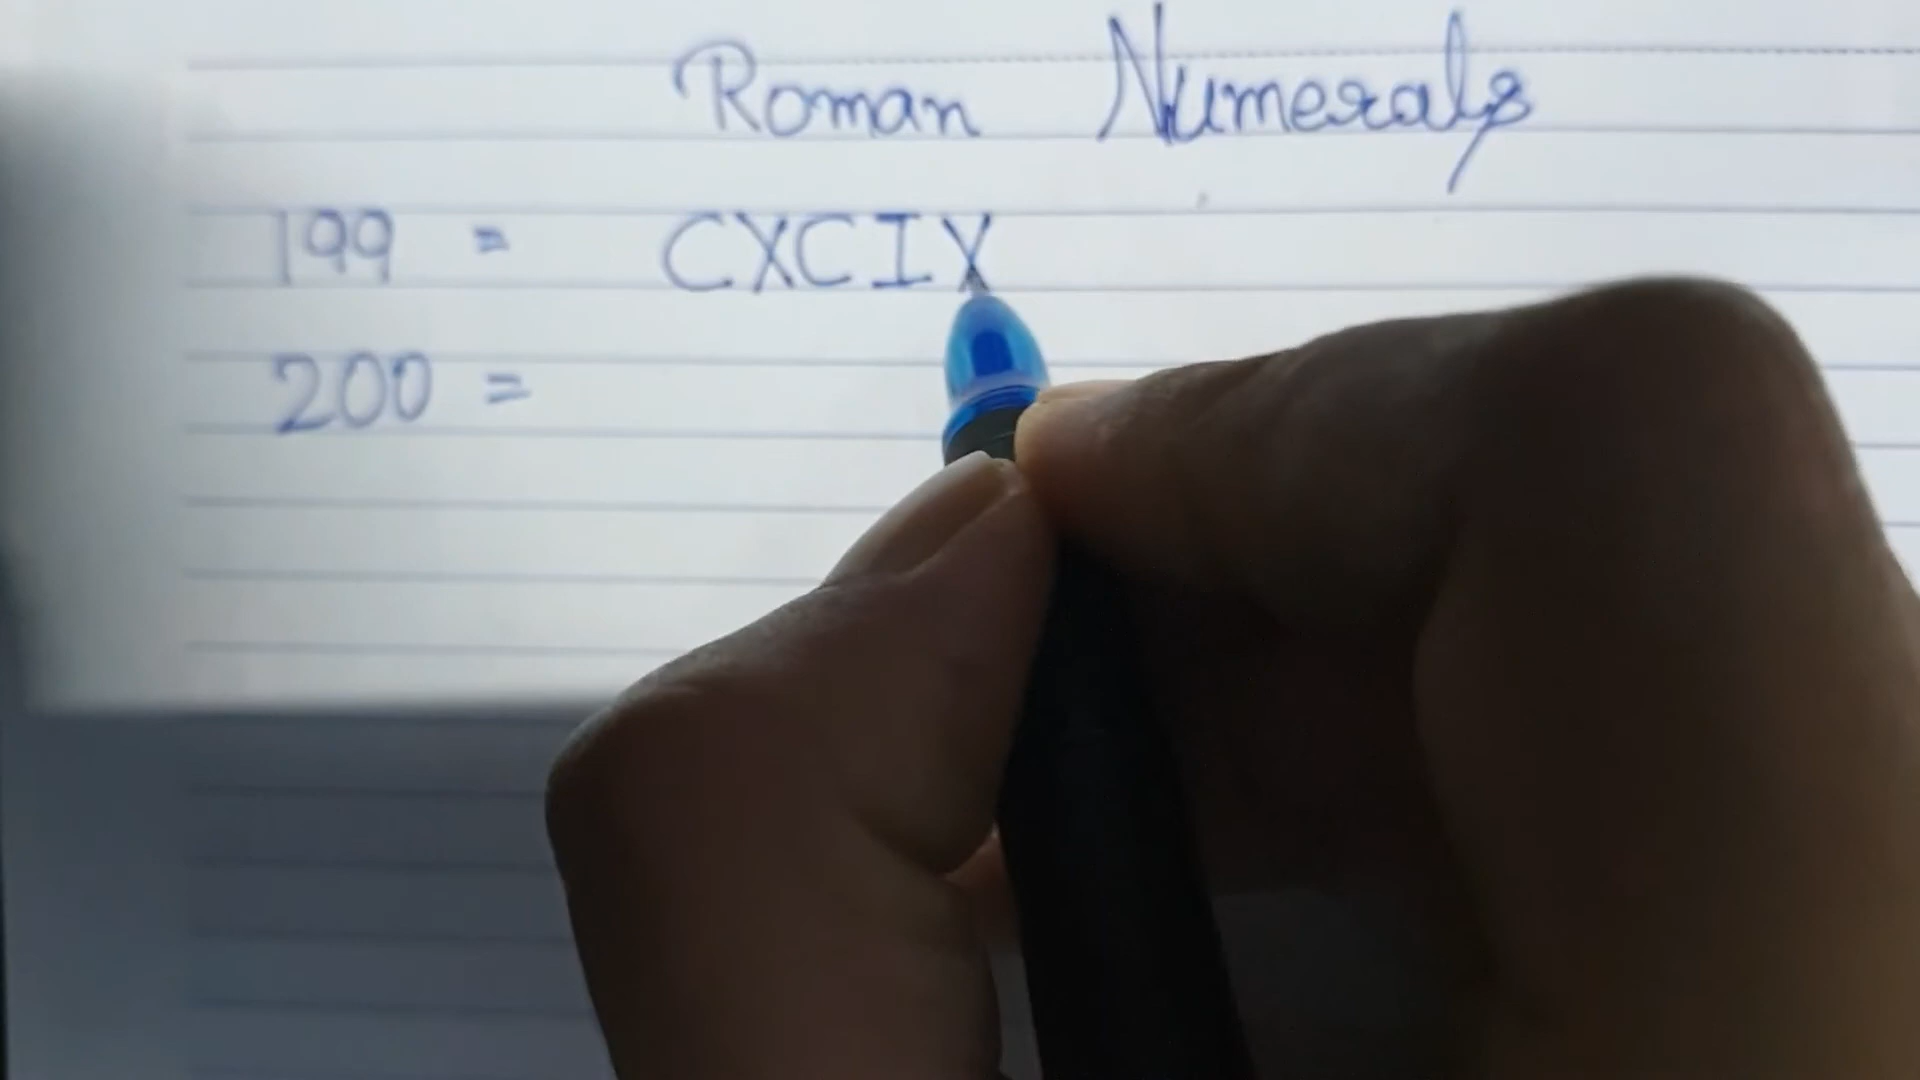 Roman Numerals
199 = CXCIX
200 =